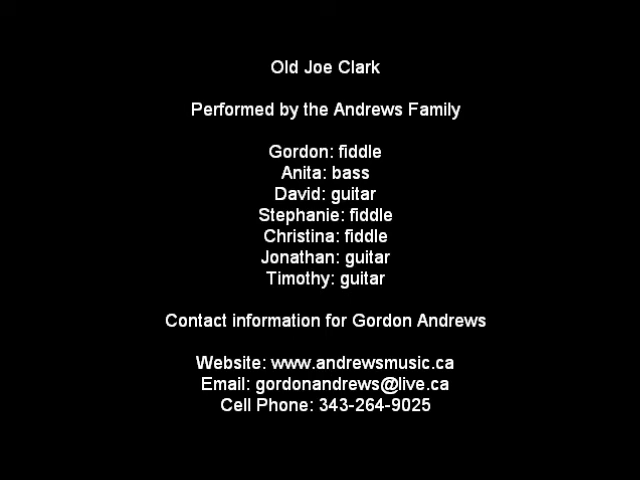 Old Joe Clark
Performed by the Andrews Family
Gordon: fiddle
Anita: bass
David: guitar
Stephanie: fiddle
Christina: fiddle
Jonathan: guitar
Timothy: guitar
Contact information for Gordon Andrews
Website: www.andrewsmusic.ca
Email: gordonandrews@live.ca
Cell Phone: 343-264-9025